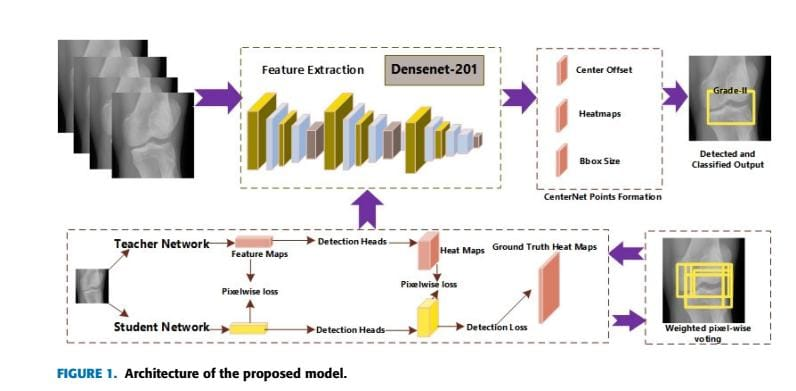 Feature Extraction
Densenet-201
Center Offset
Heatmaps
Bbox Size
CenterNet Points Formation
Grade-II
Detected and
Classified Output
Teacher Network
Feature Maps
Detection Heads
Heat Maps
Ground Truth Heat Maps
Pixelwise loss
Pixelwise loss
Student Network
Detection Heads
Detection Loss
Weighted pixel-wise
voting
FIGURE 1. Architecture of the proposed model.